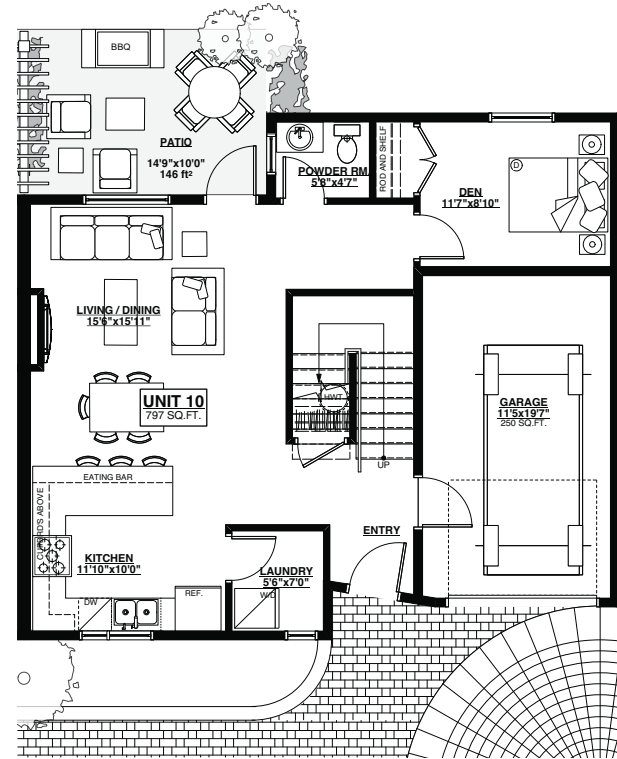 BBQ
PATIO
14'9"x10'0"
146 ft²
POWDER RM
5'8"x4'7"
ROD AND SHELF
D
DEN
11'7"x8'10"
LIVING / DINING
15'6"x15'11"
UNIT 10
797 SQ.FT.
HWT
GARAGE
11'5x19'7"
250 SQ.FT.
UP
EATING BAR
CUPB'RDS ABOVE
ENTRY
KITCHEN
11'10"x10'0"
LAUNDRY
5'6"x7'0"
W/D
REF.
DW